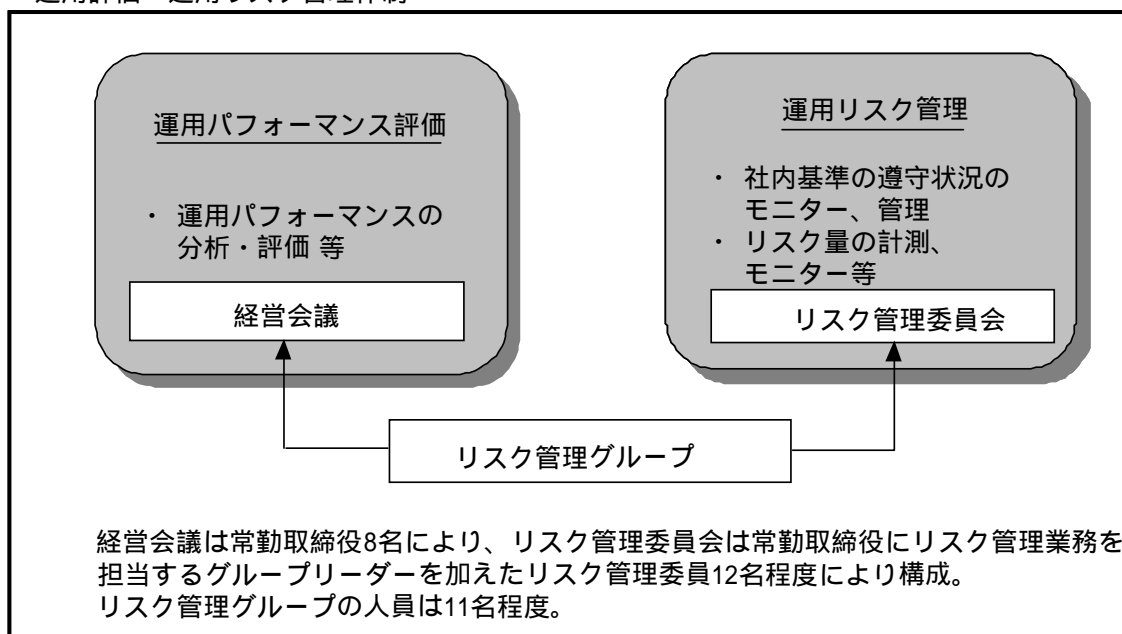 運用パフォーマンス評価
・ 運用パフォーマンスの
分析・評価 等
経営会議
運用リスク管理
・ 社内基準の遵守状況の
モニター、管理
・ リスク量の計測、
モニター等
リスク管理委員会
リスク管理グループ
経営会議は常勤取締役8名により、リスク管理委員会は常勤取締役にリスク管理業務を
担当するグループリーダーを加えたリスク管理委員12名程度により構成。
リスク管理グループの人員は11名程度。